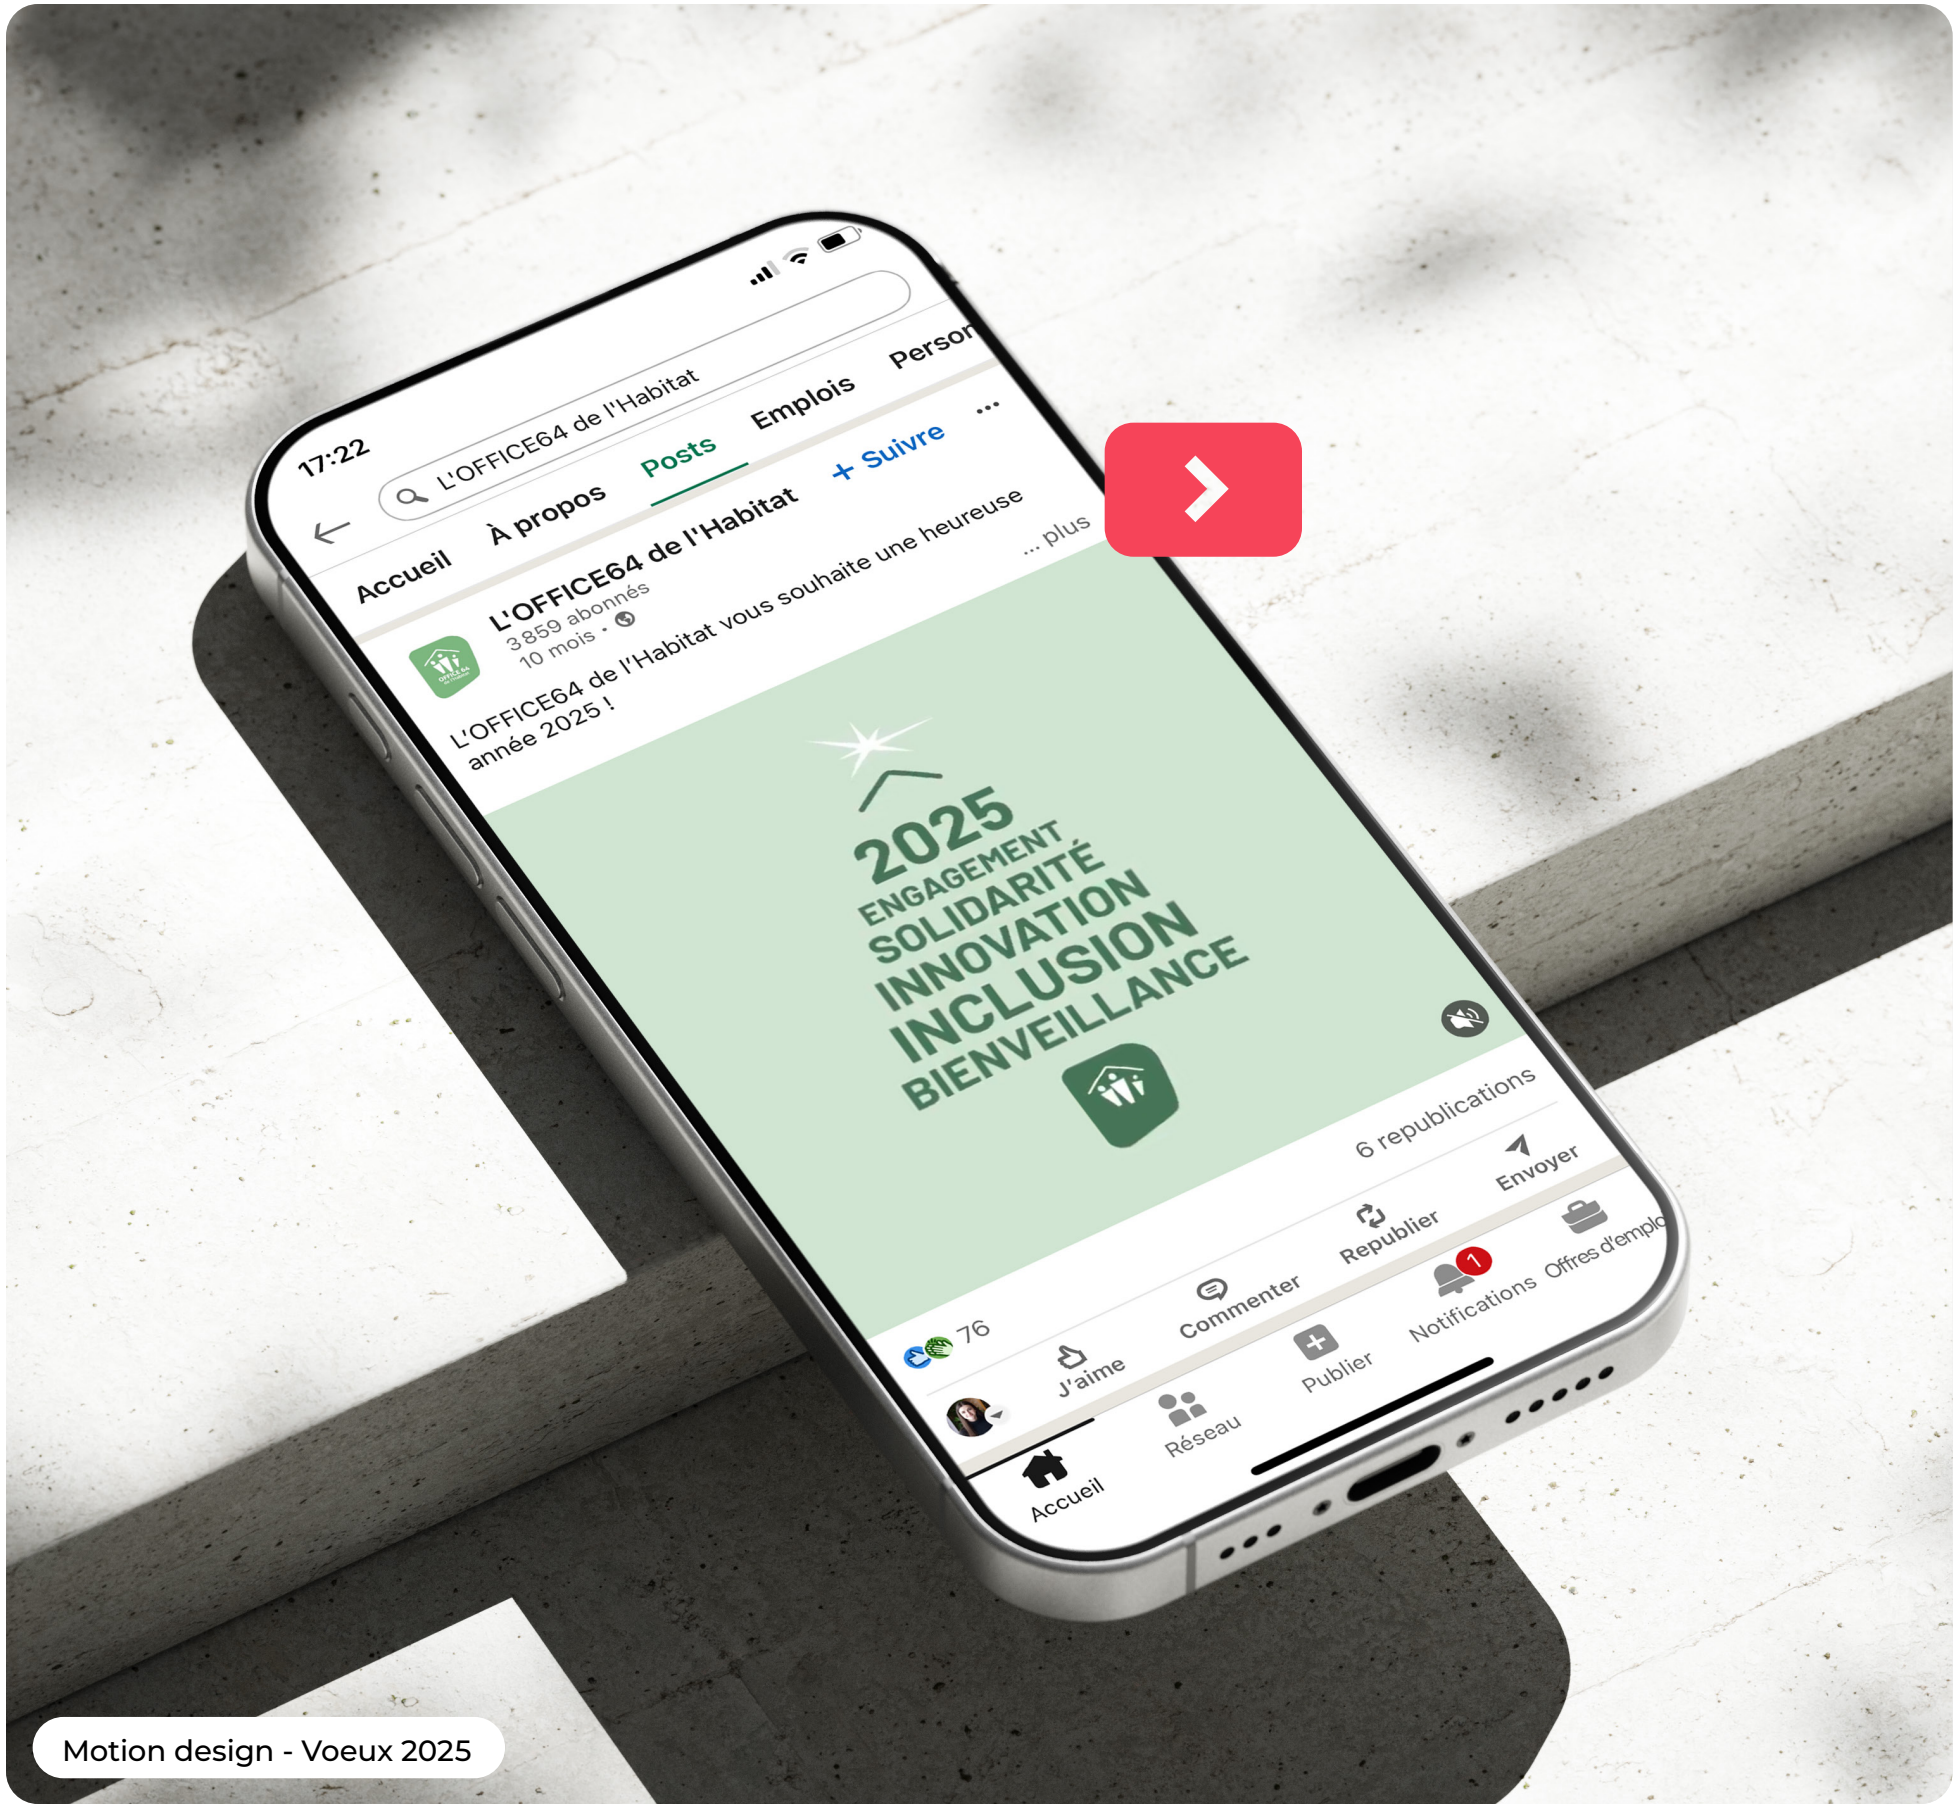 17:22
L'OFFICE64 de l'Habitat
Accueil
À propos
Posts
Emplois
Person
L'OFFICE64 de l'Habitat
+ Suivre
3 859 abonnés
10 mois •
L'OFFICE64 de l'Habitat vous souhaite une heureuse
année 2025 !
... plus
2025
ENGAGEMENT
SOLIDARITÉ
INNOVATION
INCLUSION
BIENVEILLANCE
76
6 republications
J'aime
Commenter
Republier
Envoyer
Accueil
Réseau
Publier
1
Notifications
Offres d'emplo
Motion design - Voeux 2025